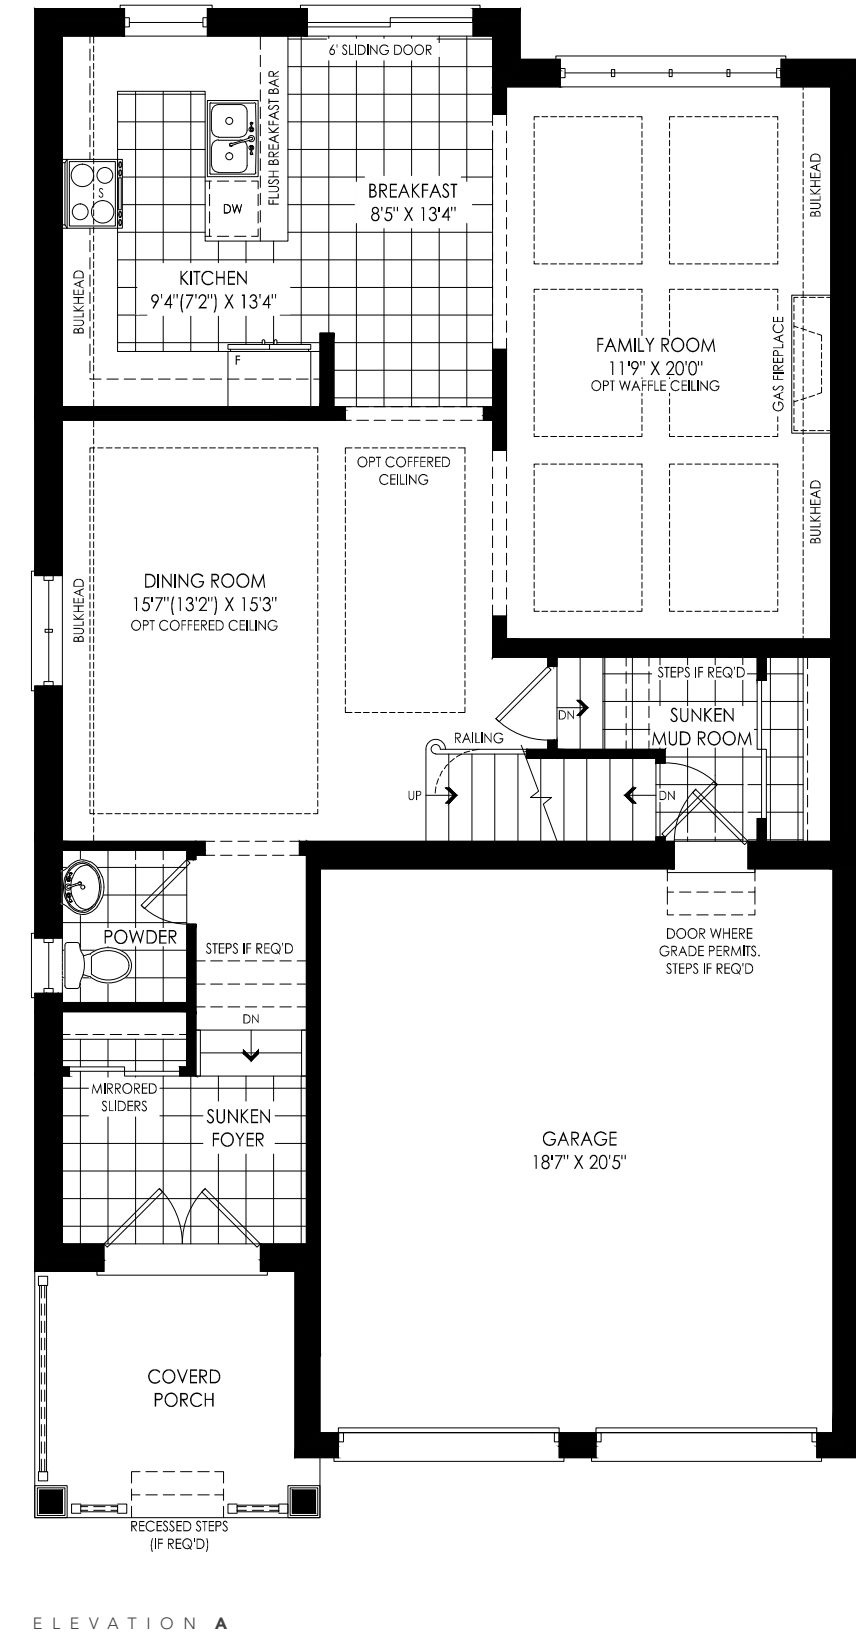 6' SLIDING DOOR
FLUSH BREAKFAST BAR
BULKHEAD
S
DW
BREAKFAST
8'5" X 13'4"
KITCHEN
9'4"(7'2") X 13'4"
BULKHEAD
F
FAMILY ROOM
11'9" X 20'0"
OPT WAFFLE CEILING
GAS FIREPLACE
OPT COFFERED
CEILING
BULKHEAD
DINING ROOM
15'7"(13'2") X 15'3"
OPT COFFERED CEILING
BULKHEAD
STEPS IF REQ'D
SUNKEN
MUD ROOM
DN
RAILING
UP
DN
POWDER
STEPS IF REQ'D
DOOR WHERE
GRADE PERMITS.
STEPS IF REQ'D
DN
MIRRORED
SLIDERS
SUNKEN
FOYER
GARAGE
18'7" X 20'5"
COVERD
PORCH
RECESSED STEPS
(IF REQ'D)
ELEVATION A